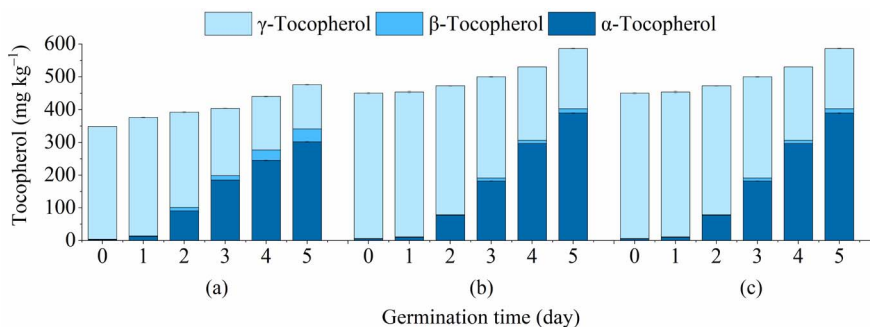 γ-Tocopherol β-Tocopherol α-Tocopherol
Tocopherol (mg kg⁻¹)
600
500
400
300
200
100
0
0 1 2 3 4 5 0 1 2 3 4 5 0 1 2 3 4 5
(a) (b) (c)
Germination time (day)